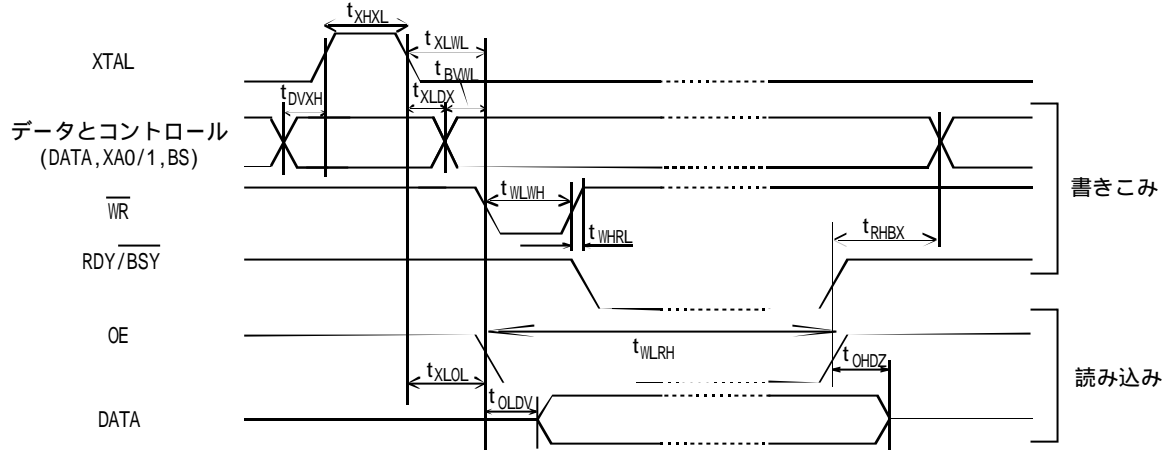 tXHXL
tXLWL
XTAL
tBVWL
tDVXH
tXLDX
データとコントロール
(DATA,XA0/1,BS)
書きこみ
WR
tWLWH
tWHRL
tRHBX
RDY/BSY
OE
tWLRH
tOHDZ
tXLOL
読み込み
tOLDV
DATA